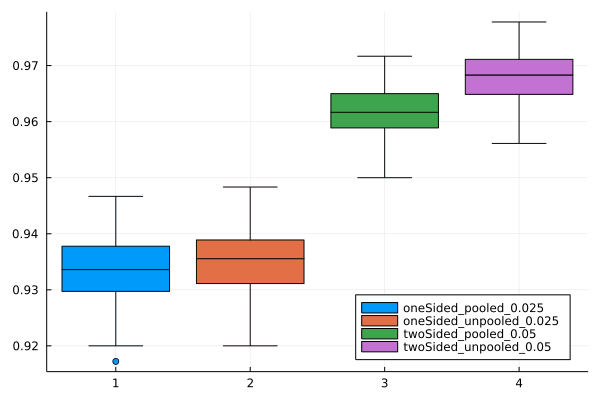 0.97
0.96
0.95
0.94
0.93
0.92
oneSided_pooled_0.025
oneSided_unpooled_0.025
twoSided_pooled_0.05
twoSided_unpooled_0.05
1 2 3 4